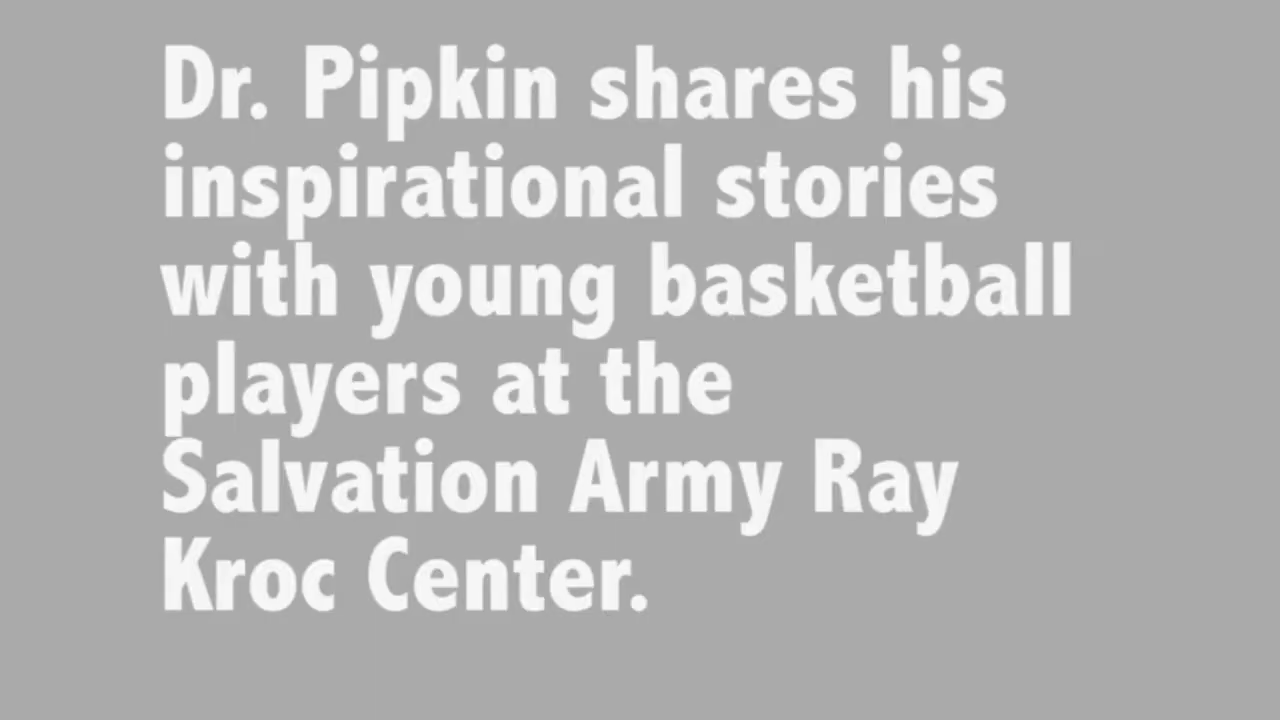 Dr. Pipkin shares his
inspirational stories
with young basketball
players at the
Salvation Army Ray
Kroc Center.